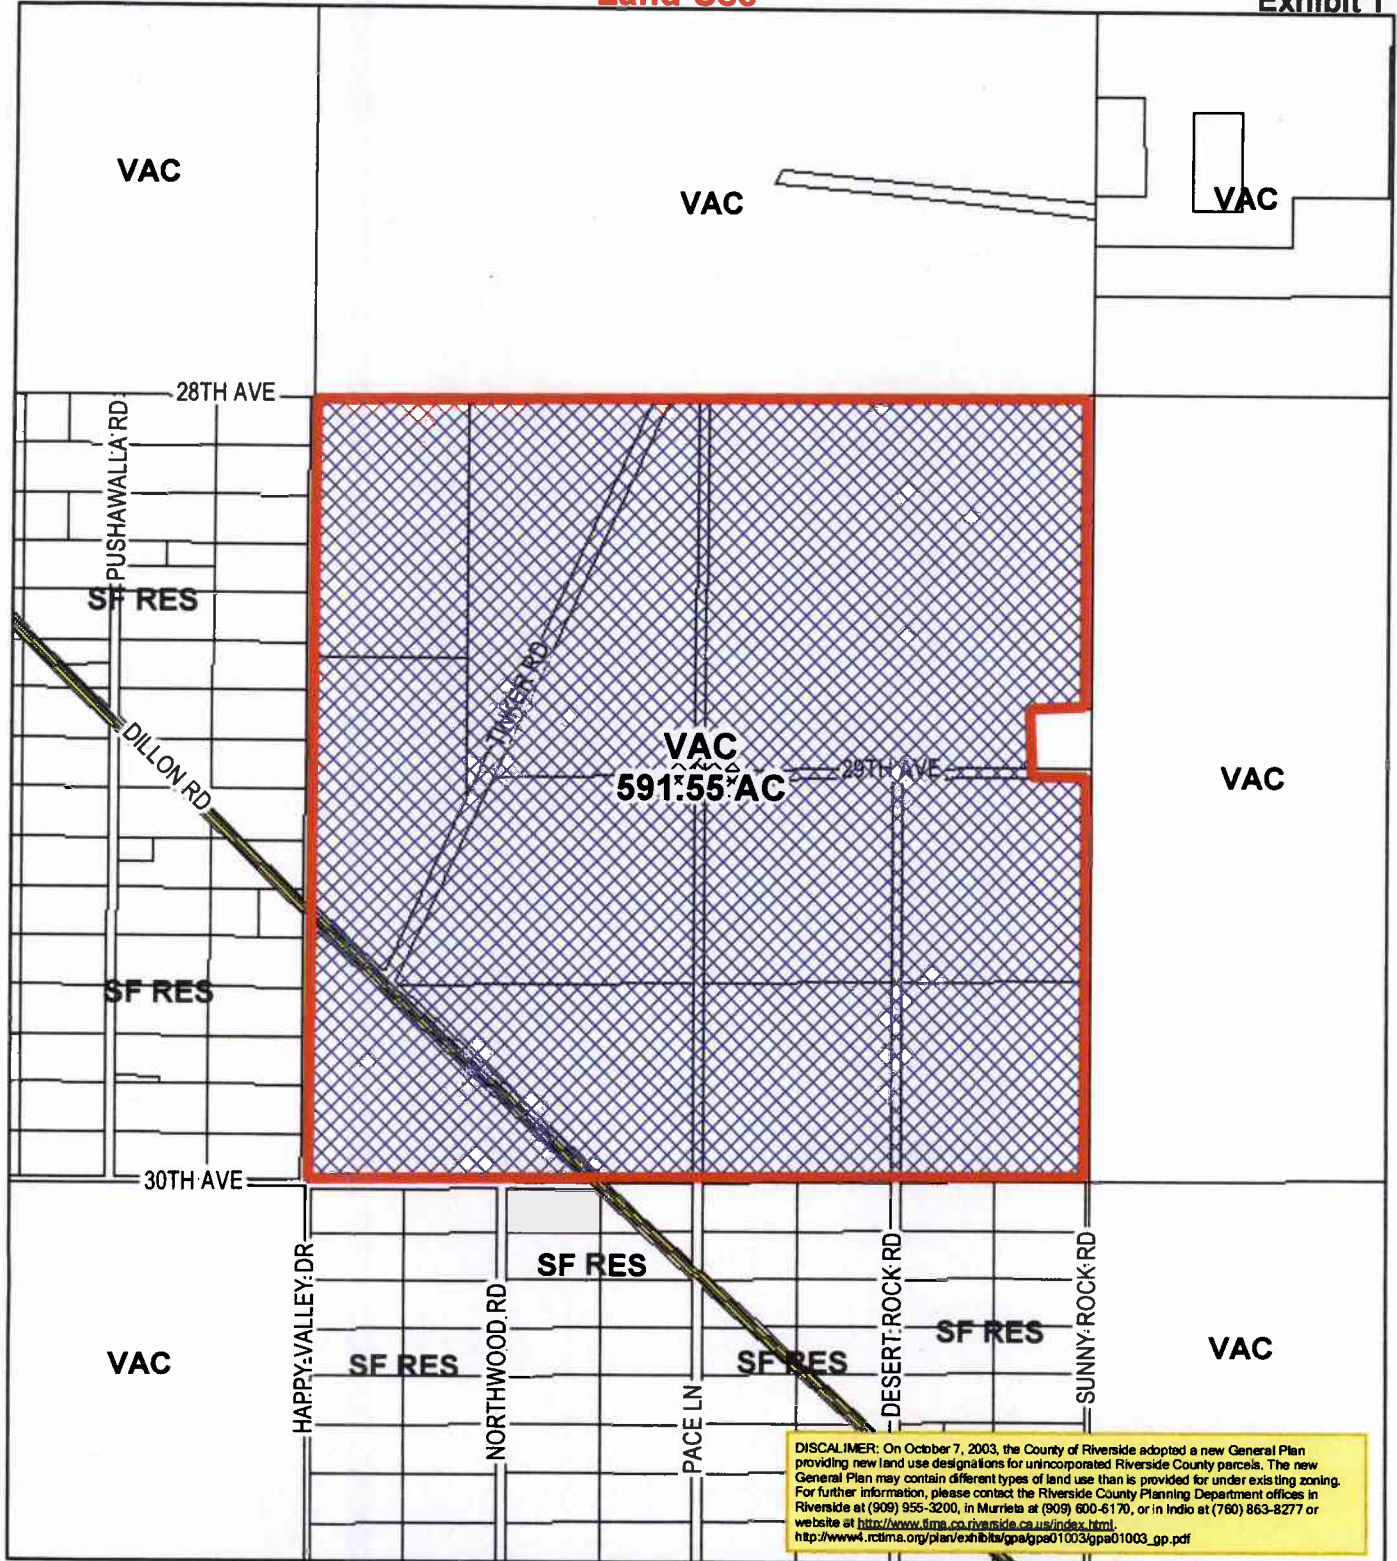 Land Use
Exhibit 1
VAC
VAC
VAC
28TH AVE
PUSHAWALLA RD
SF RES
TINKER RD
DILLON RD
VAC
591.55 AC
29TH AVE
VAC
SF RES
30TH AVE
HAPPY VALLEY DR
NORTHWOOD RD
SF RES
PACE LN
DESERT ROCK RD
SUNNY ROCK RD
VAC
SF RES
SF RES
SF RES
VAC
DISCALIMER: On October 7, 2003, the County of Riverside adopted a new General Plan
providing new land use designations for unincorporated Riverside County parcels. The new
General Plan may contain different types of land use than is provided for under existing zoning.
For further information, please contact the Riverside County Planning Department offices in
Riverside at (909) 955-3200, in Murrieta at (909) 600-6170, or in Indio at (760) 863-8277 or
website at http://www.tlma.co.riverside.ca.us/index.html.
http://www4.rctlma.org/plan/exhibits/gpa/gpa01003/gpa01003_gp.pdf